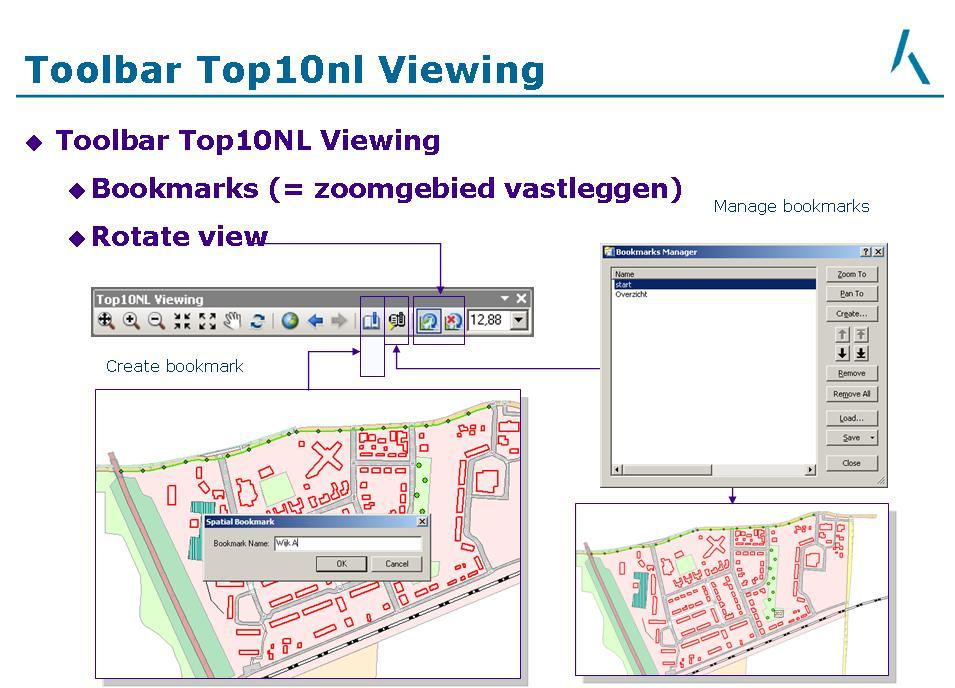 Toolbar Top10nl Viewing
Toolbar Top10NL Viewing
Bookmarks (= zoomgebied vastleggen)
Rotate view
Manage bookmarks
Top10NL Viewing
12,88
Create bookmark
Bookmarks Manager
Name
start
Overzicht
Zoom To
Pan To
Create...
Remove
Remove All
Load...
Save
Close
Spatial Bookmark
Bookmark Name:
Wijk A
OK
Cancel